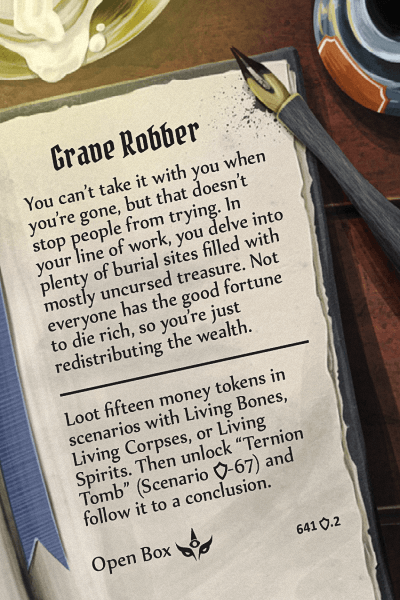 Grave Robber
You can't take it with you when
you're gone, but that doesn't
stop people from trying. In
your line of work, you delve into
plenty of burial sites filled with
mostly uncursed treasure. Not
everyone has the good fortune
to die rich, so you're just
redistributing the wealth.
Loot fifteen money tokens in
scenarios with Living Bones,
Living Corpses, or Living
Spirits. Then unlock “Ternion
Tomb” (Scenario -67) and
follow it to a conclusion.
Open Box
641 .2